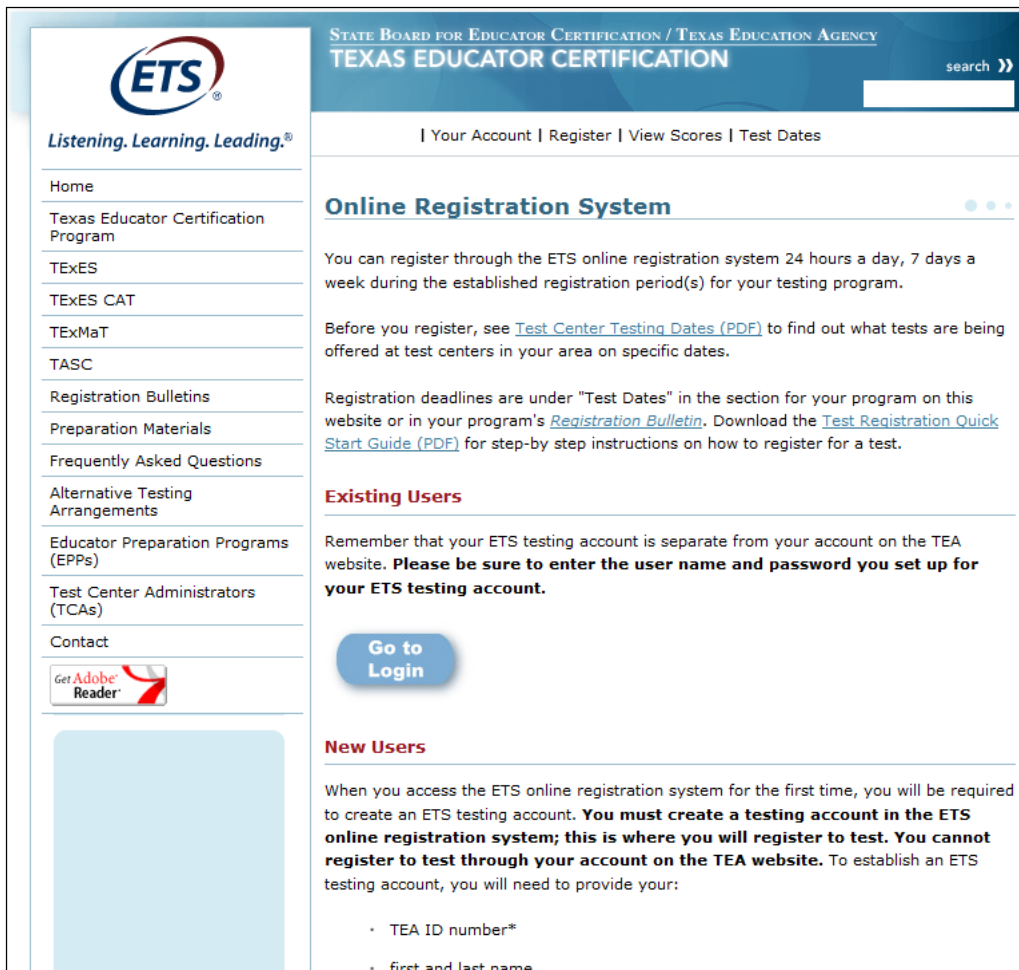 ETS®
Listening. Learning. Leading.®
Home
Texas Educator Certification
Program
TExES
TExES CAT
TExMaT
TASC
Registration Bulletins
Preparation Materials
Frequently Asked Questions
Alternative Testing
Arrangements
Educator Preparation Programs
(EPPs)
Test Center Administrators
(TCAs)
Contact
Get Adobe®
Reader®
STATE BOARD FOR EDUCATOR CERTIFICATION / TEXAS EDUCATION AGENCY
TEXAS EDUCATOR CERTIFICATION
search »
| Your Account | Register | View Scores | Test Dates
Online Registration System
You can register through the ETS online registration system 24 hours a day, 7 days a
week during the established registration period(s) for your testing program.
Before you register, see Test Center Testing Dates (PDF) to find out what tests are being
offered at test centers in your area on specific dates.
Registration deadlines are under "Test Dates" in the section for your program on this
website or in your program's Registration Bulletin. Download the Test Registration Quick
Start Guide (PDF) for step-by step instructions on how to register for a test.
Existing Users
Remember that your ETS testing account is separate from your account on the TEA
website. Please be sure to enter the user name and password you set up for
your ETS testing account.
Go to
Login
New Users
When you access the ETS online registration system for the first time, you will be required
to create an ETS testing account. You must create a testing account in the ETS
online registration system; this is where you will register to test. You cannot
register to test through your account on the TEA website. To establish an ETS
testing account, you will need to provide your:
• TEA ID number*
• first and last name